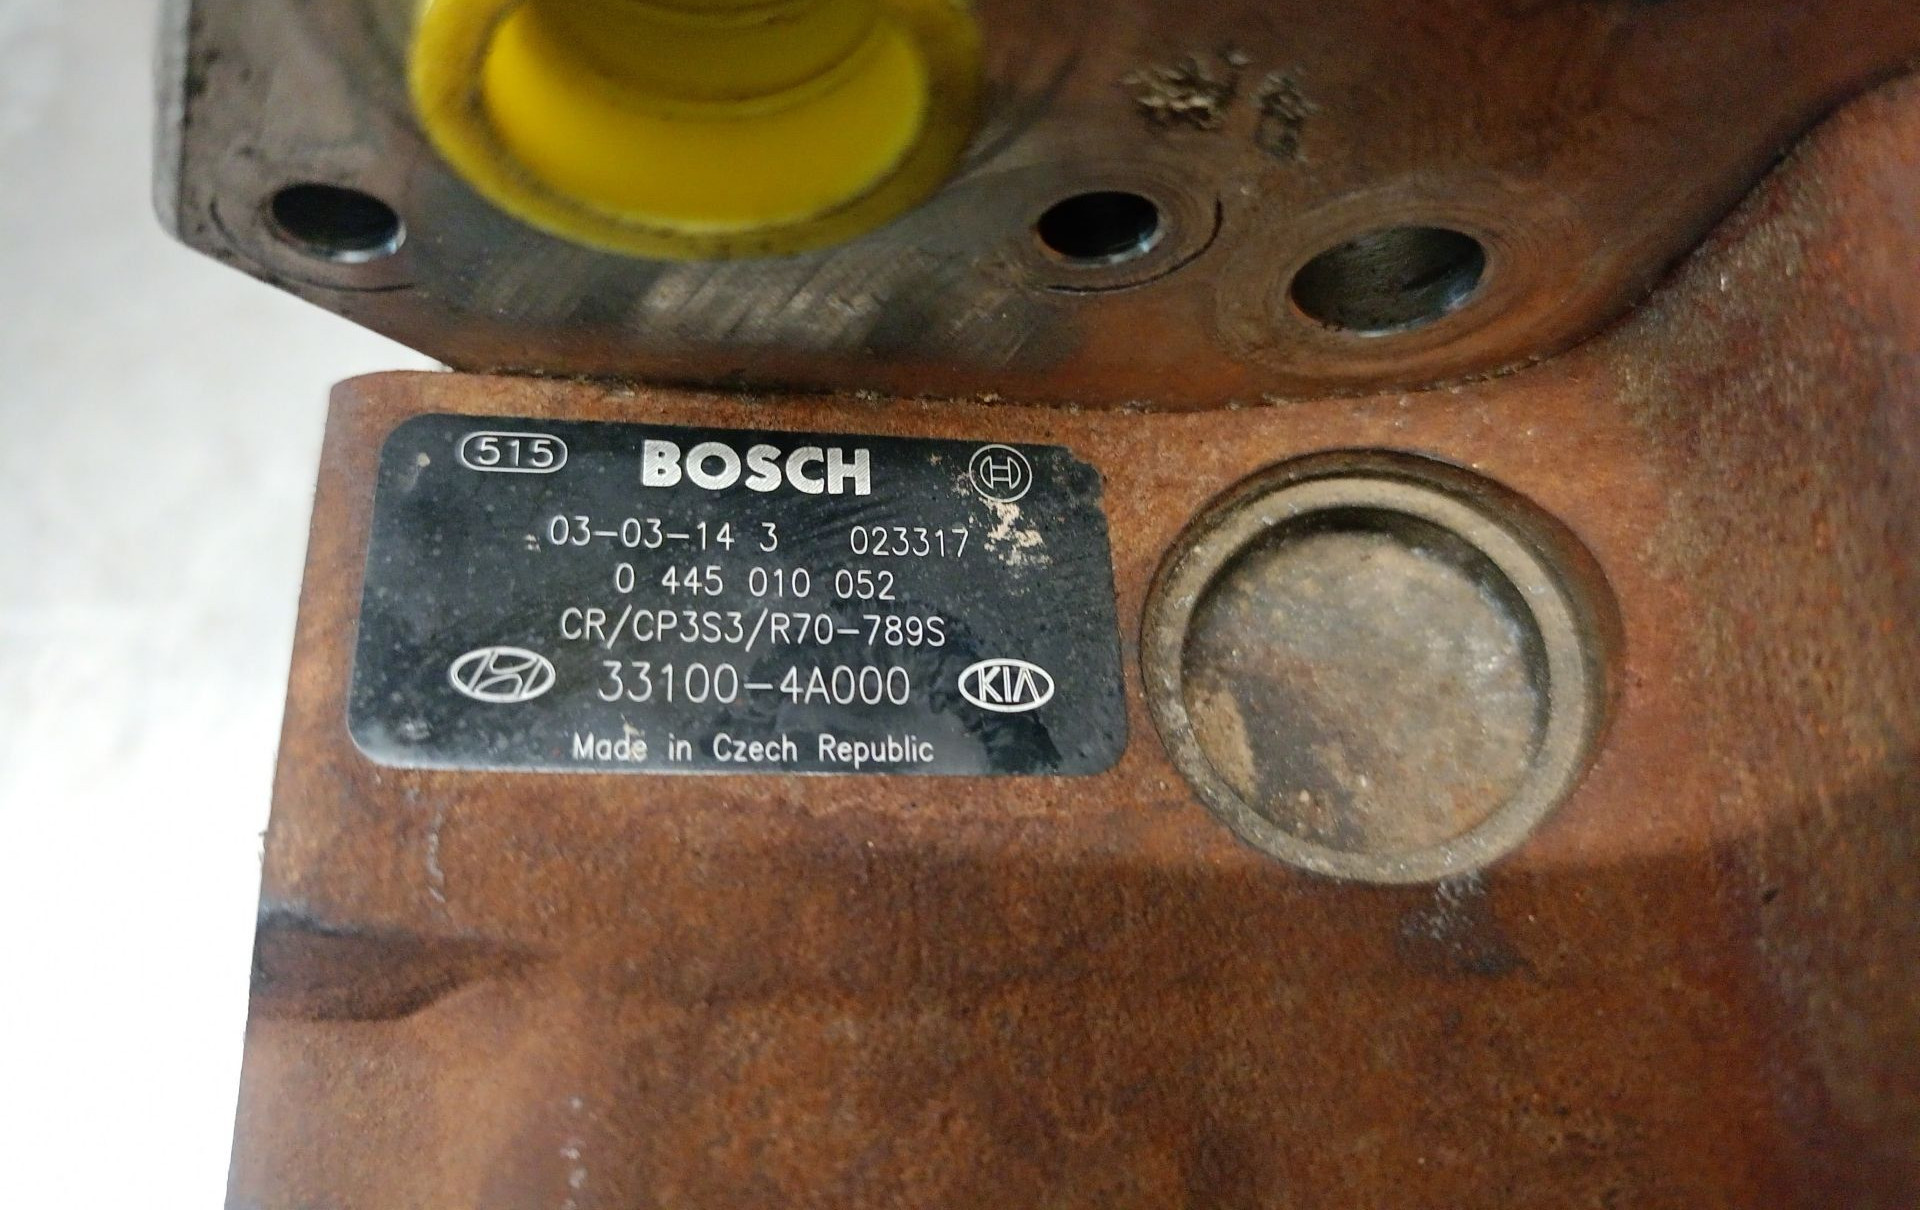 515 BOSCH
03-03-14 3 023317
0 445 010 052
CR/CP3S3/R70-789S
33100-4A000 KIA
Made in Czech Republic